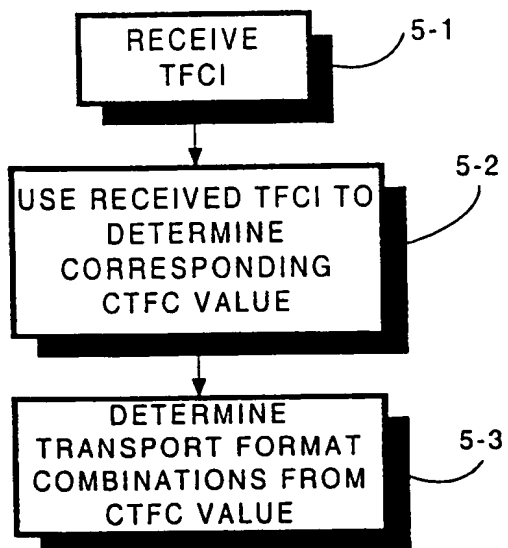 RECEIVE
TFCI
5-1
USE RECEIVED TFCI TO
DETERMINE
CORRESPONDING
CTFC VALUE
5-2
DETERMINE
TRANSPORT FORMAT
COMBINATIONS FROM
CTFC VALUE
5-3